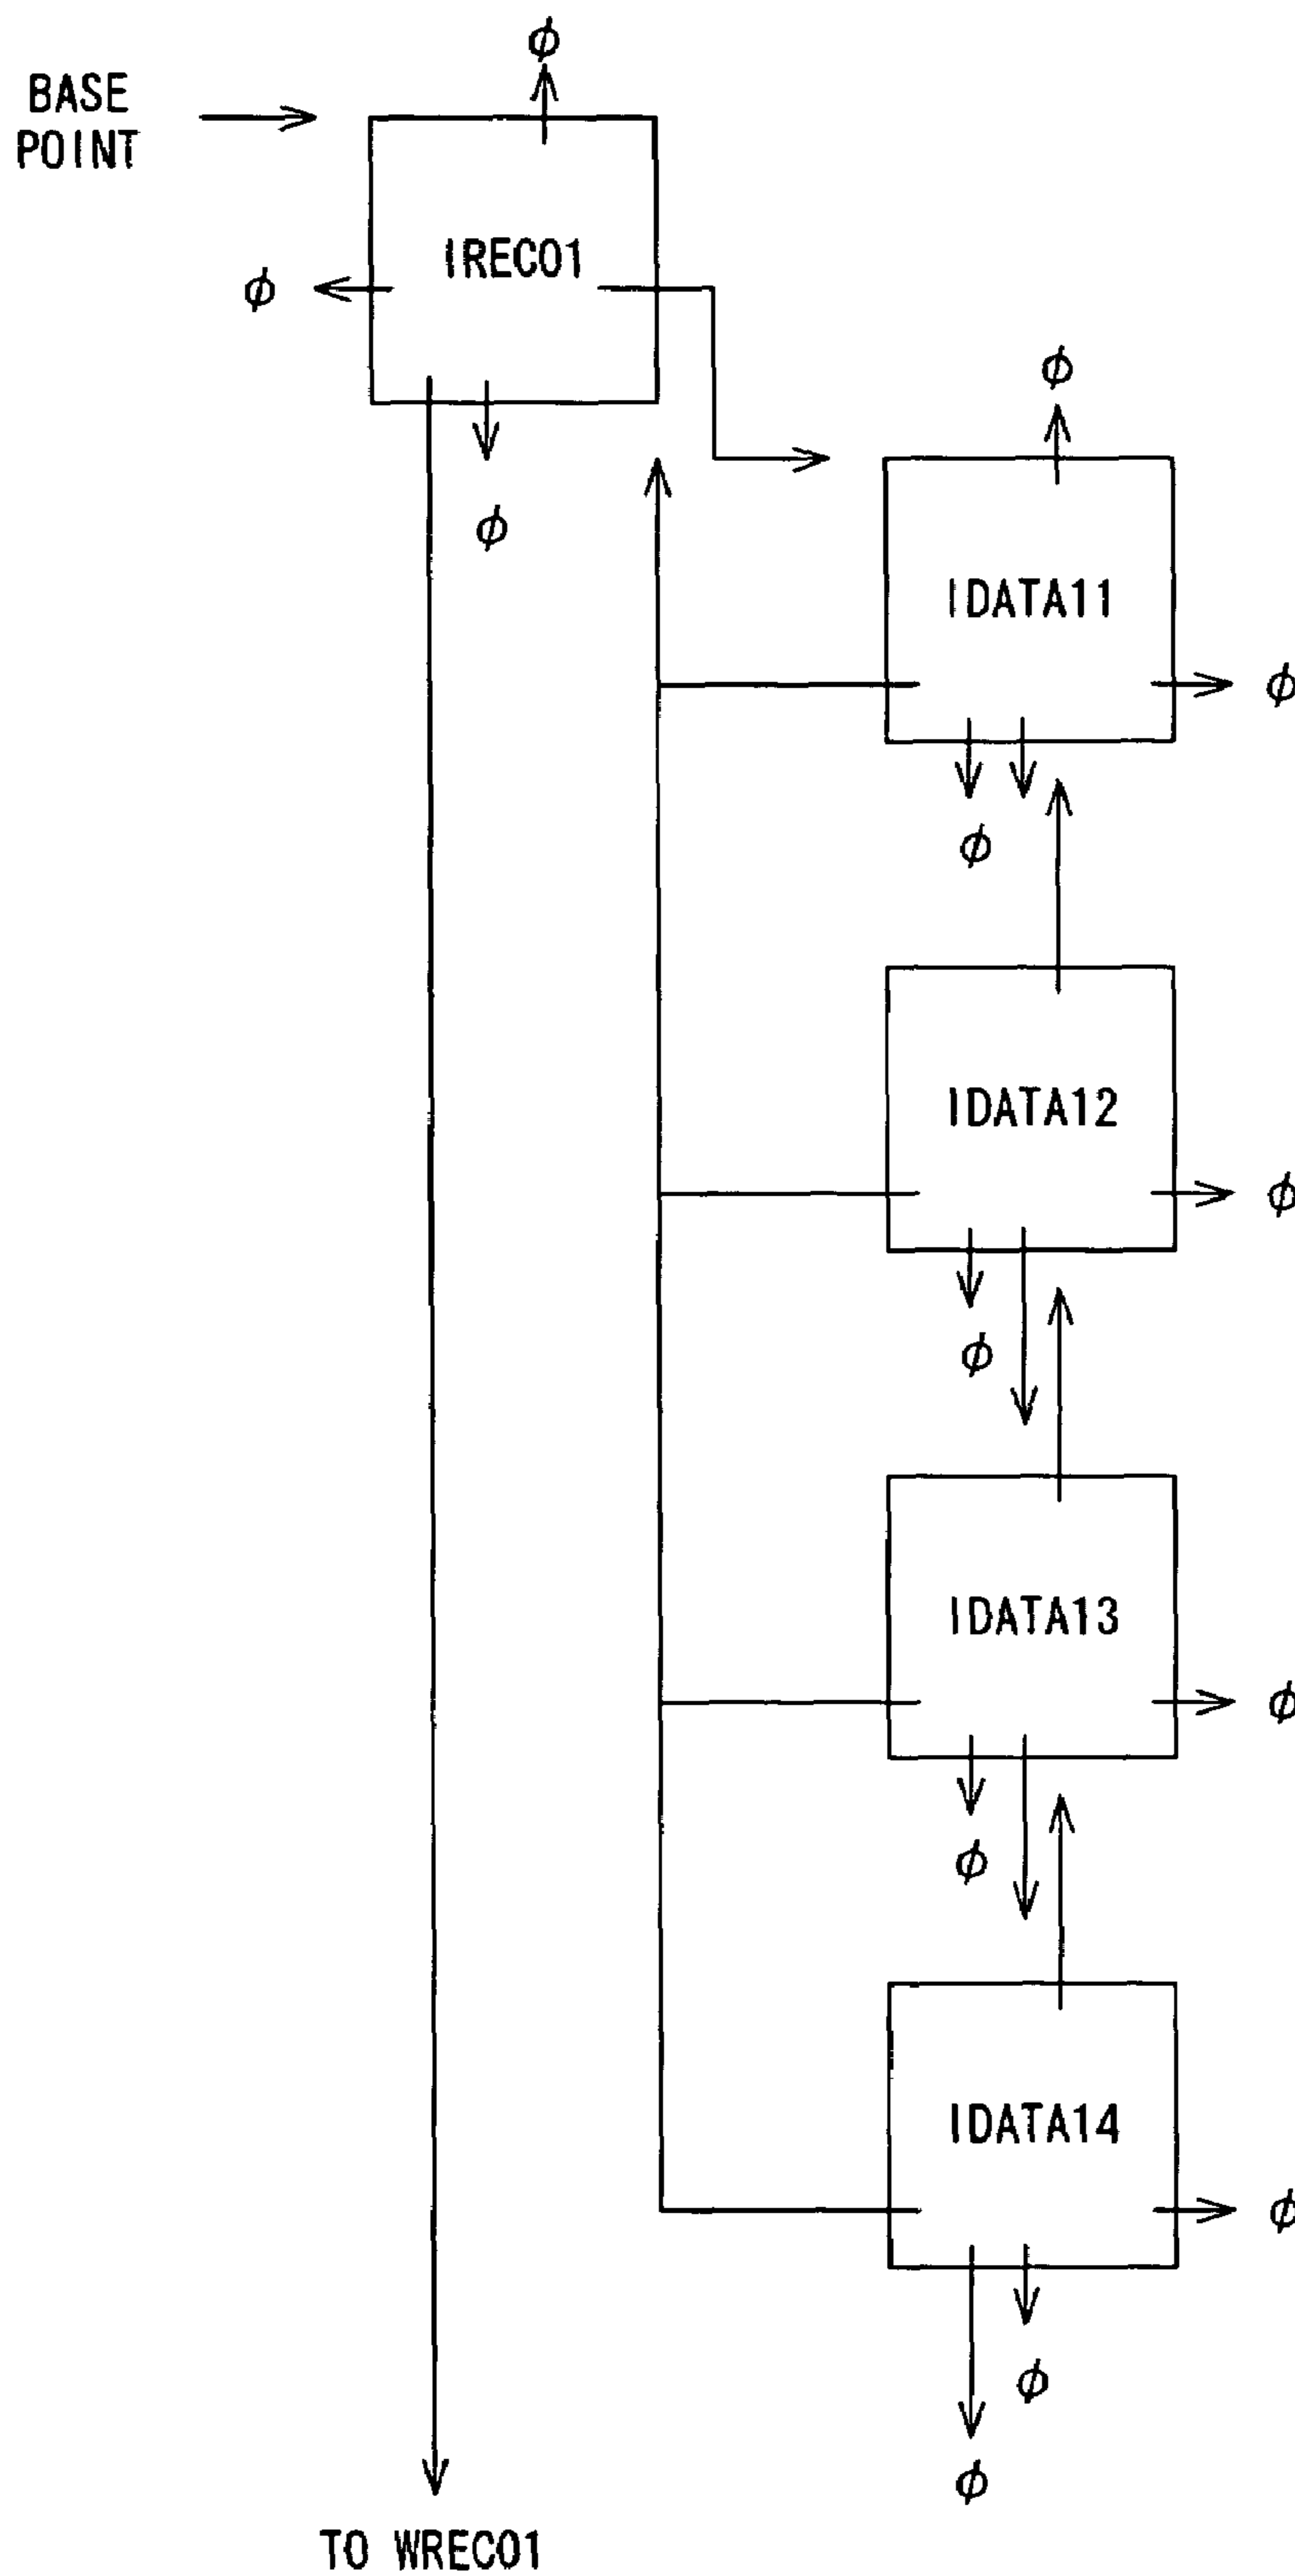 φ
BASE
POINT
IREC01
φ
φ
φ
IDATA11
φ
φ
IDATA12
φ
φ
IDATA13
φ
φ
IDATA14
φ
φ
φ
TO WREC01